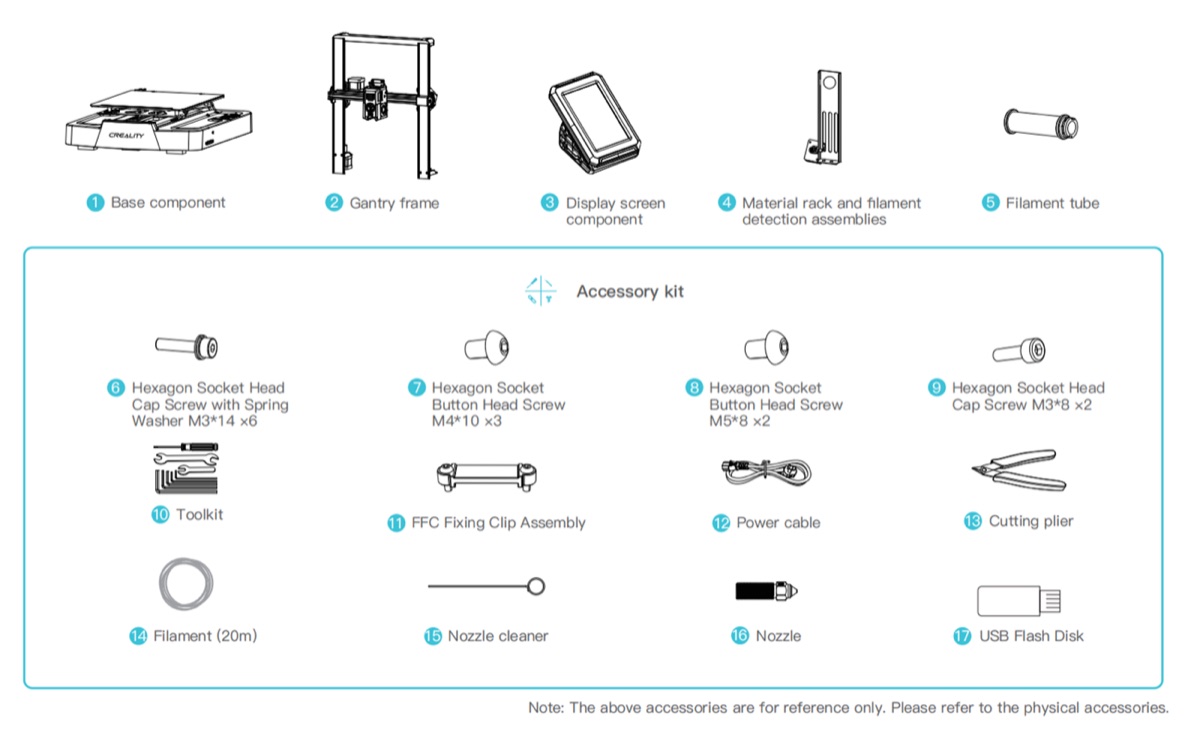 CREALITY
1 Base component
2 Gantry frame
3 Display screen
component
4 Material rack and filament
detection assemblies
5 Filament tube
Accessory kit
6 Hexagon Socket Head
Cap Screw with Spring
Washer M3*14 ×6
7 Hexagon Socket
Button Head Screw
M4*10 ×3
8 Hexagon Socket
Button Head Screw
M5*8 ×2
9 Hexagon Socket Head
Cap Screw M3*8 ×2
10 Toolkit
11 FFC Fixing Clip Assembly
12 Power cable
13 Cutting plier
14 Filament (20m)
15 Nozzle cleaner
16 Nozzle
17 USB Flash Disk
Note: The above accessories are for reference only. Please refer to the physical accessories.